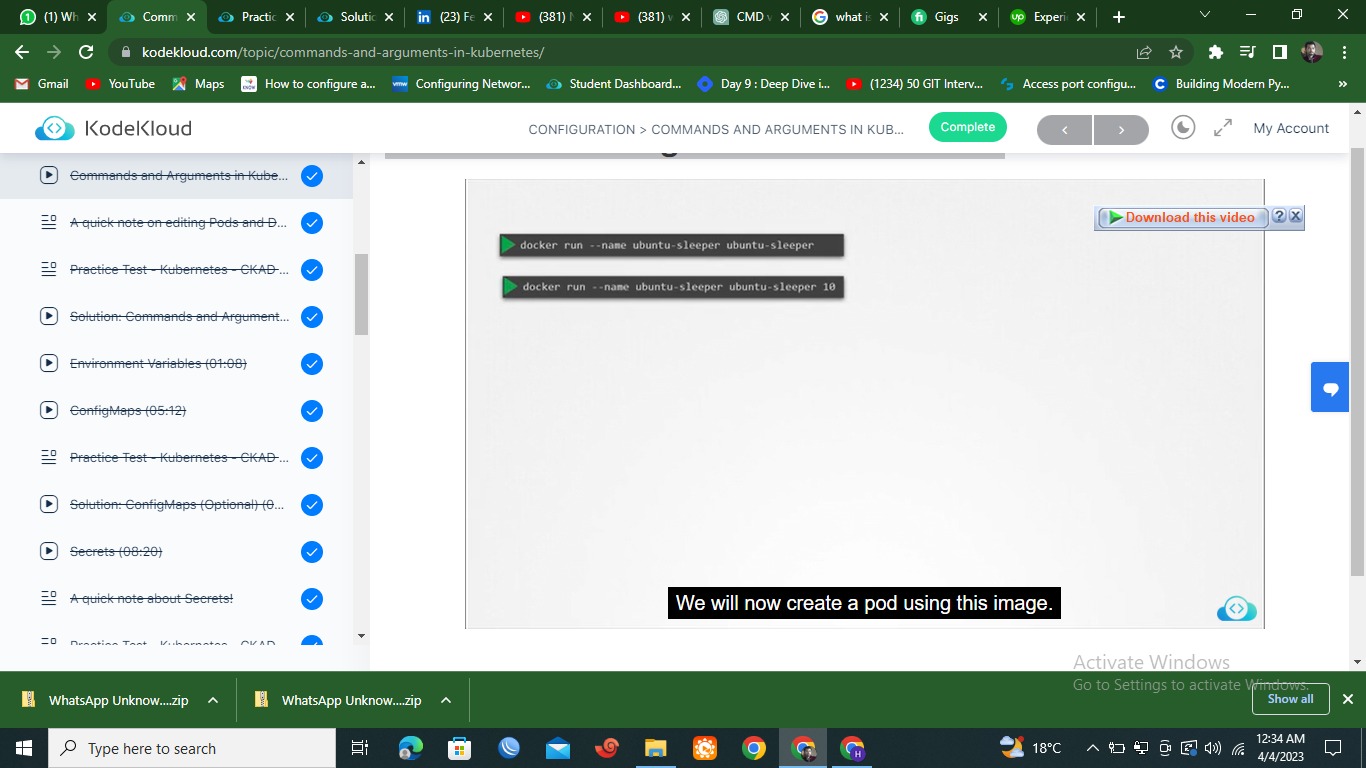 (1) Wh
Comm
Practic
Solutic
(23) Fe
(381) N
(381) v
CMD v
what is
Gigs
Experi
kodekloud.com/topic/commands-and-arguments-in-kubernetes/
Gmail
YouTube
Maps
How to configure a...
Configuring Networ...
Student Dashboard...
Day 9 : Deep Dive i...
(1234) 50 GIT Interv...
Access port configu...
Building Modern Py...
»
KodeKloud
CONFIGURATION > COMMANDS AND ARGUMENTS IN KUB...
Complete
My Account
Commands and Arguments in Kube...
A quick note on editing Pods and D...
Practice Test - Kubernetes - CKAD ...
Solution: Commands and Argument...
Environment Variables (01:08)
ConfigMaps (05:12)
Practice Test - Kubernetes - CKAD ...
Solution: ConfigMaps (Optional) (0...
Secrets (08:20)
A quick note about Secrets!
Practice Test - Kubernetes - CKAD
Download this video
? X
docker run --name ubuntu-sleeper ubuntu-sleeper
docker run --name ubuntu-sleeper ubuntu-sleeper 10
We will now create a pod using this image.
Activate Windows
Go to Settings to activate Windows.
WhatsApp Unknow....zip
WhatsApp Unknow....zip
Show all
Type here to search
18°C
12:34 AM
4/4/2023